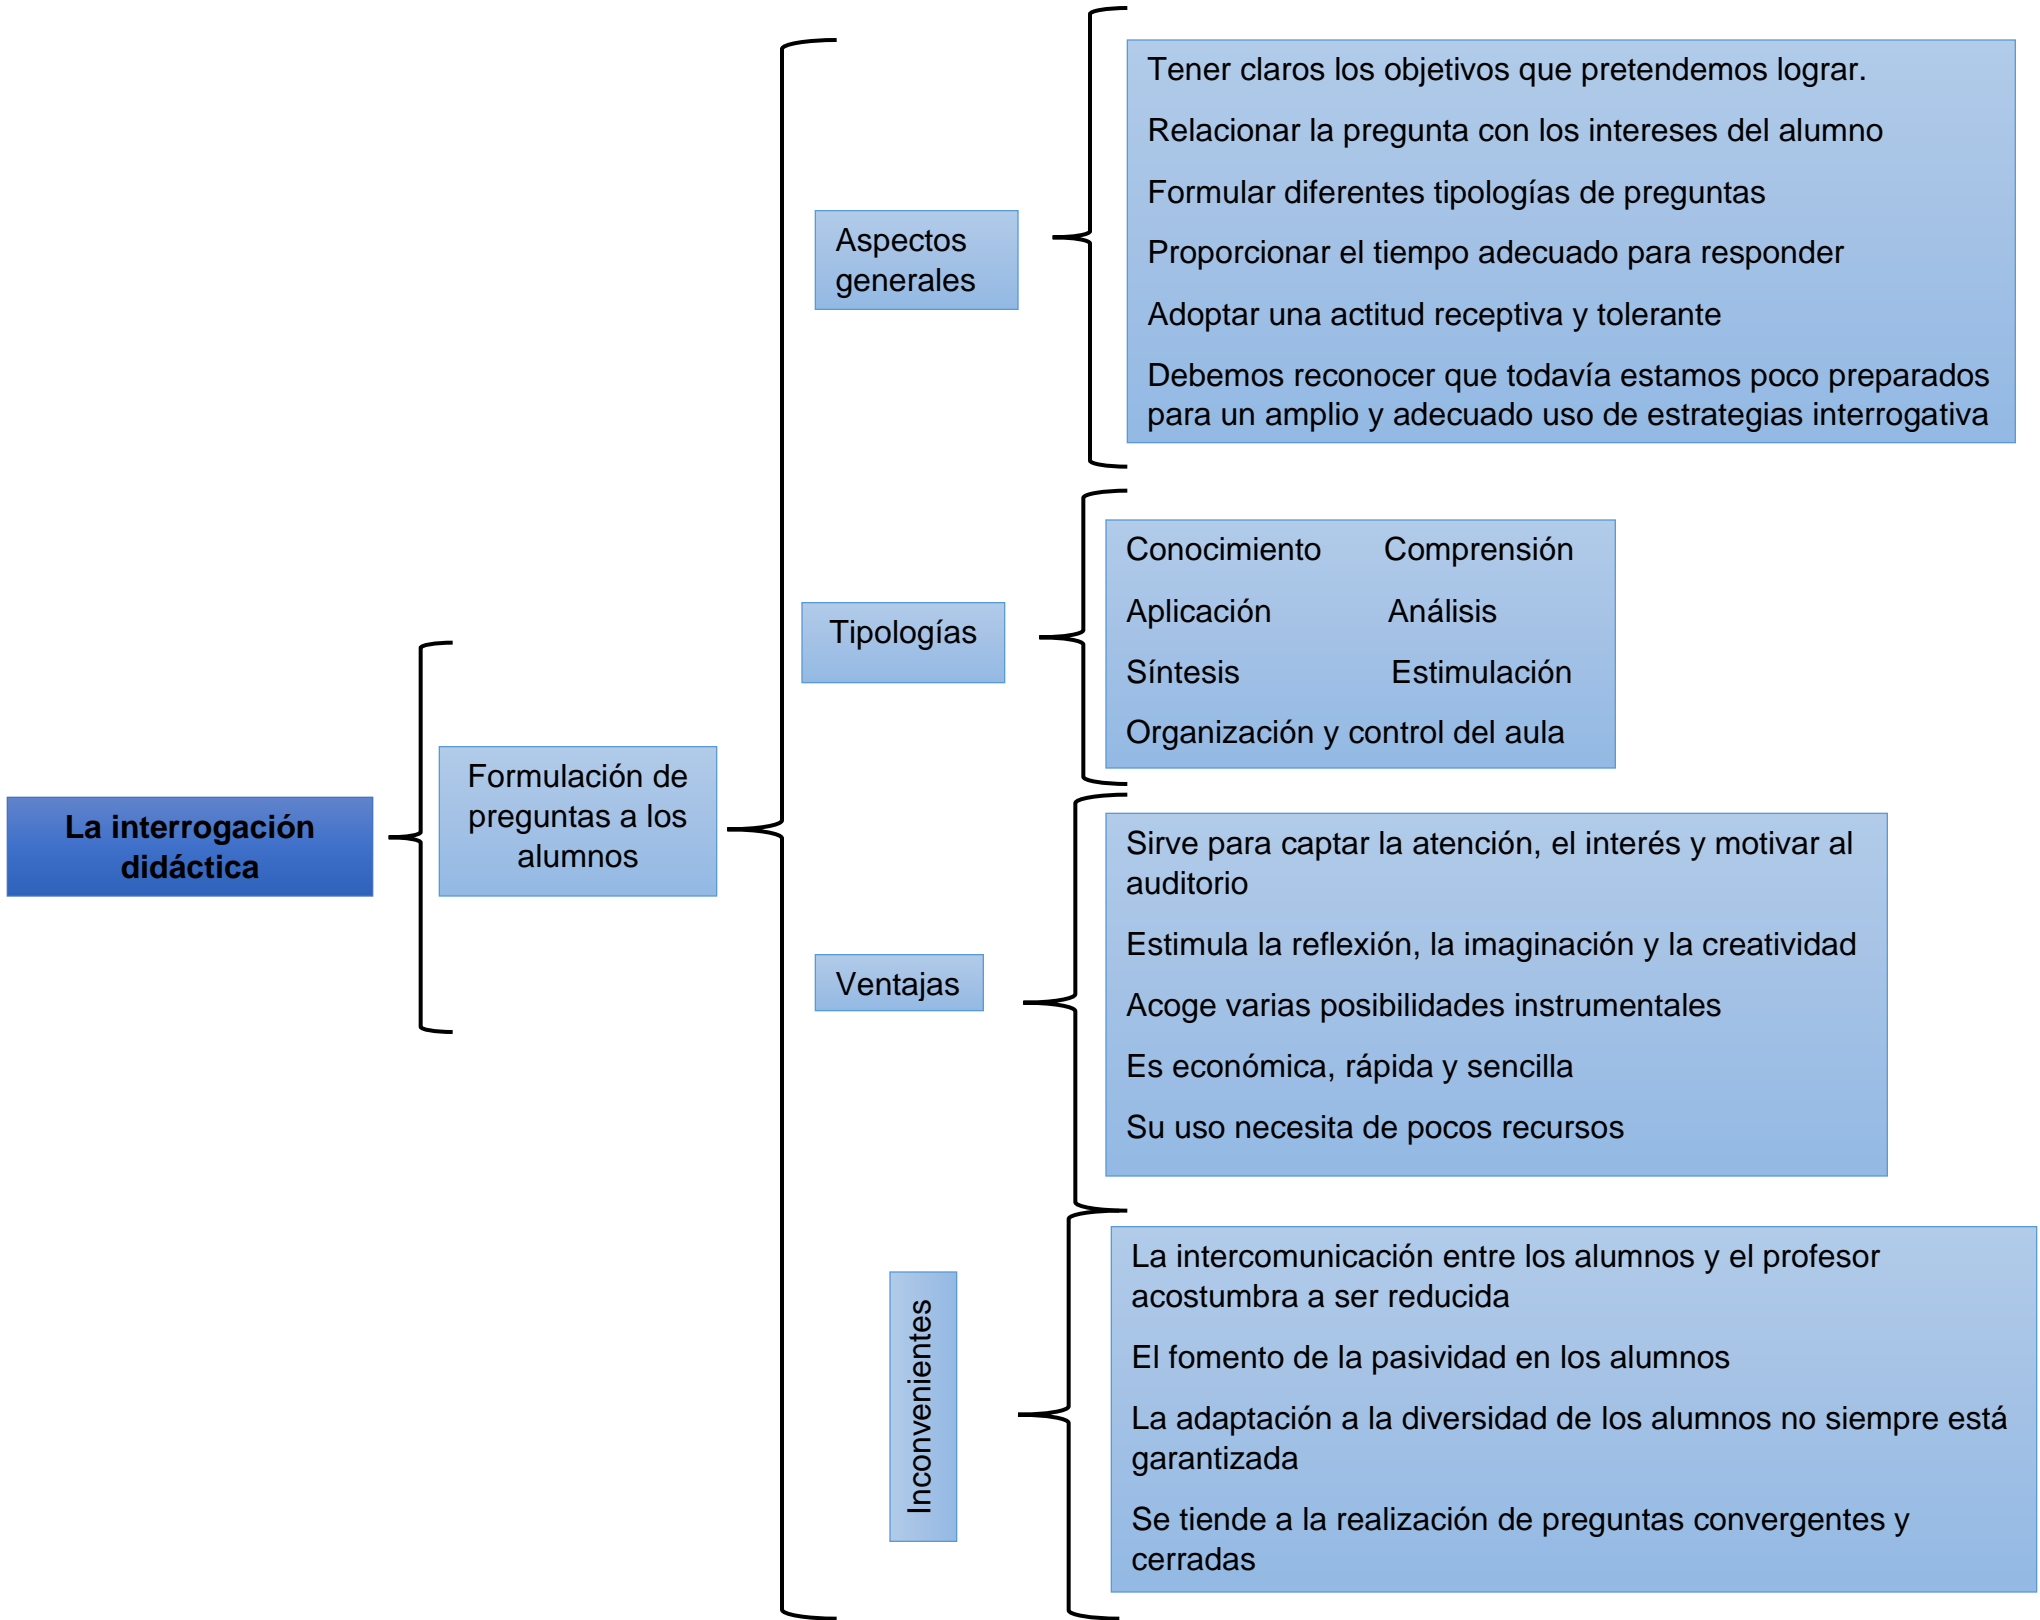 La interrogación
didáctica
Formulación de
preguntas a los
alumnos
Aspectos
generales
Tener claros los objetivos que pretendemos lograr.
Relacionar la pregunta con los intereses del alumno
Formular diferentes tipologías de preguntas
Proporcionar el tiempo adecuado para responder
Adoptar una actitud receptiva y tolerante
Debemos reconocer que todavía estamos poco preparados
para un amplio y adecuado uso de estrategias interrogativa
Tipologías
Conocimiento Comprensión
Aplicación Análisis
Síntesis Estimulación
Organización y control del aula
Ventajas
Sirve para captar la atención, el interés y motivar al
auditorio
Estimula la reflexión, la imaginación y la creatividad
Acoge varias posibilidades instrumentales
Es económica, rápida y sencilla
Su uso necesita de pocos recursos
Inconvenientes
La intercomunicación entre los alumnos y el profesor
acostumbra a ser reducida
El fomento de la pasividad en los alumnos
La adaptación a la diversidad de los alumnos no siempre está
garantizada
Se tiende a la realización de preguntas convergentes y
cerradas